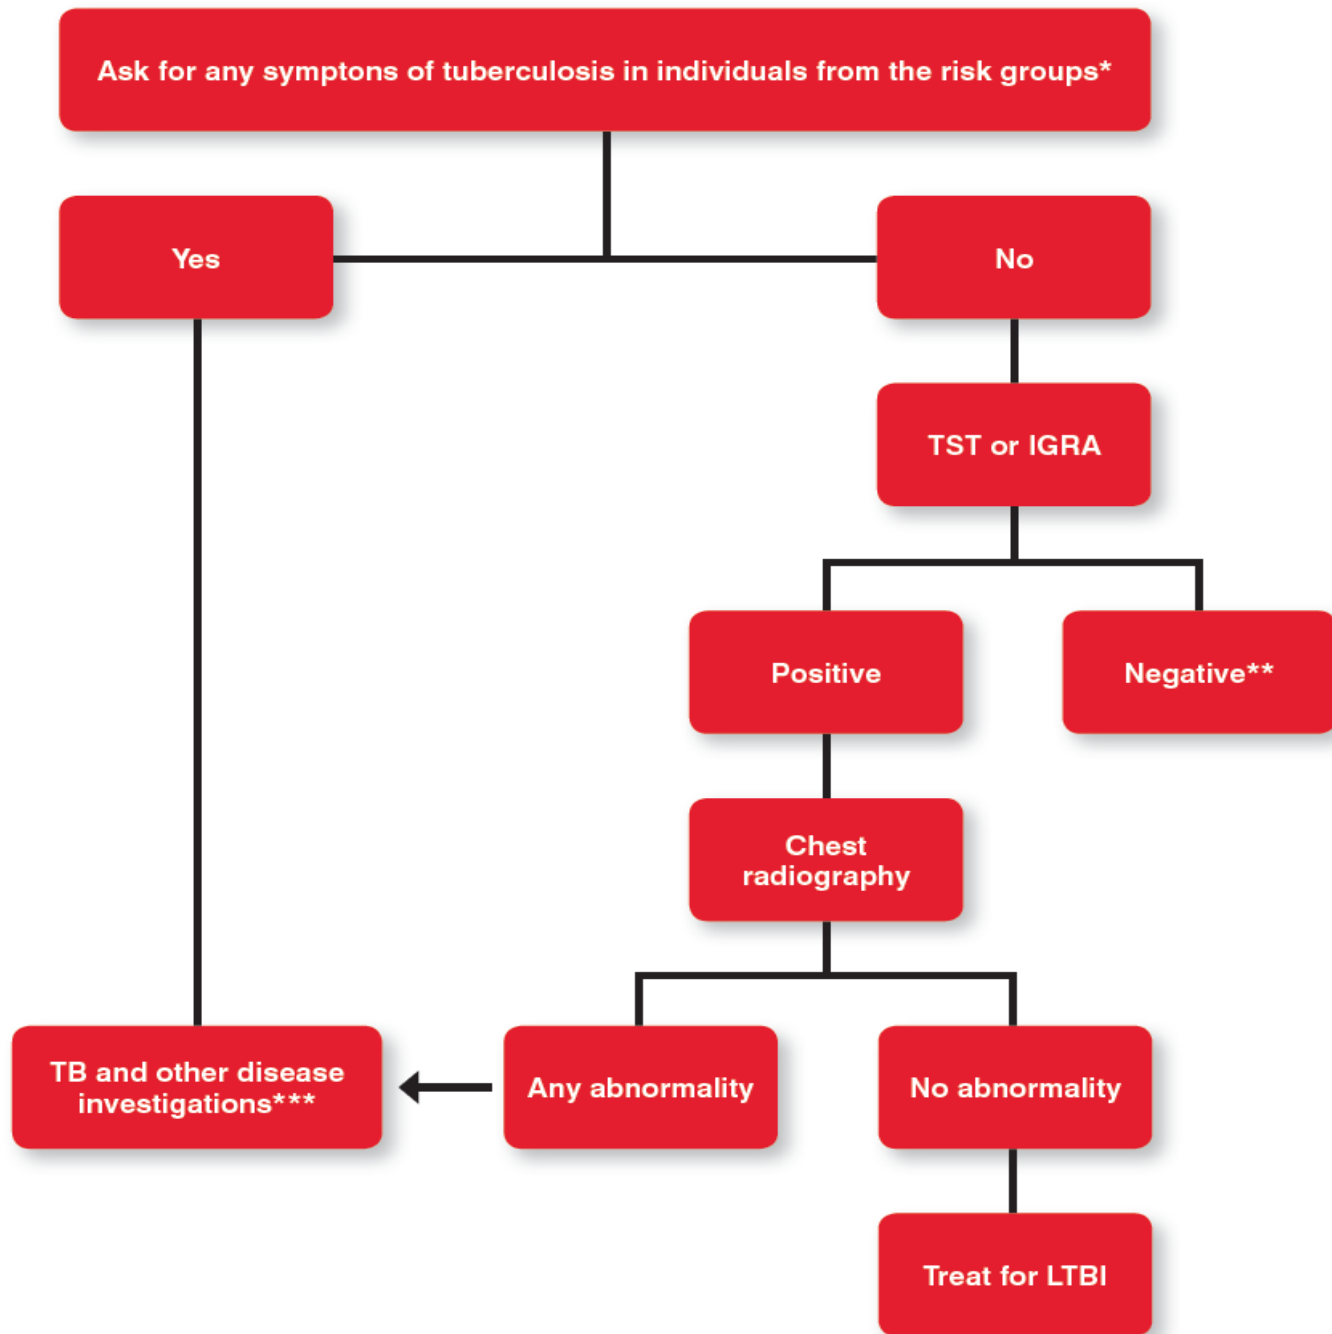 Ask for any symptons of tuberculosis in individuals from the risk groups*
Yes
No
TST or IGRA
Positive
Negative**
Chest
radiography
TB and other disease
investigations***
Any abnormality
No abnormality
Treat for LTBI